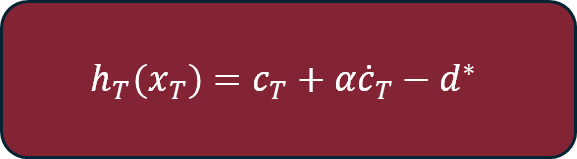 h_T(x_T) = c_T + αċ_T − d*